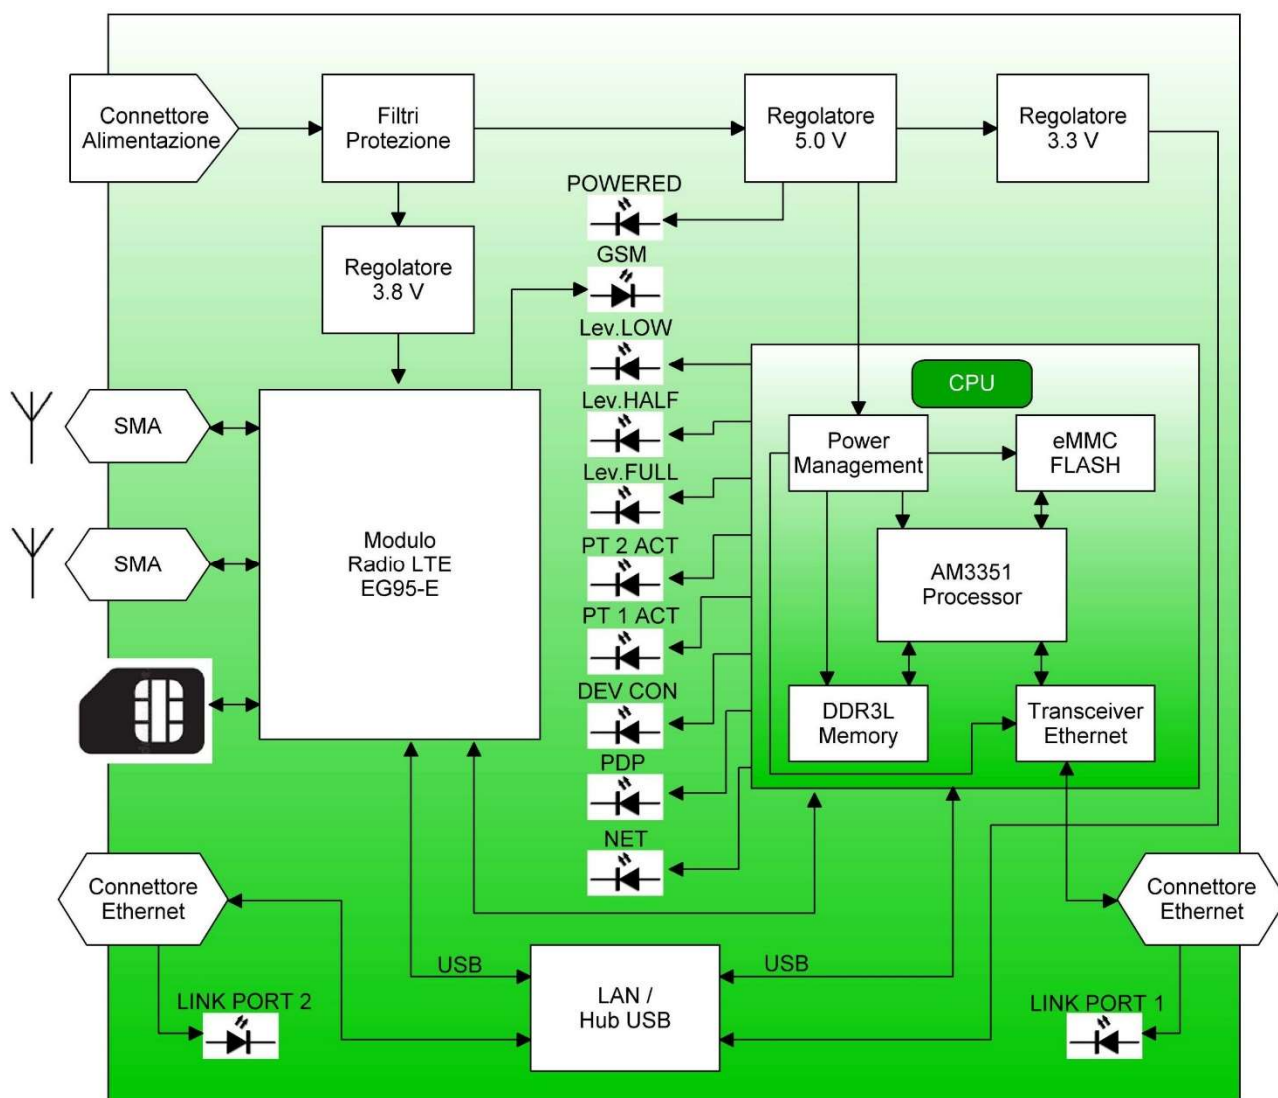 Connettore
Alimentazione
Filtri
Protezione
Regolatore
5.0 V
Regolatore
3.3 V
POWERED
Regolatore
3.8 V
GSM
Lev.LOW
CPU
SMA
Lev.HALF
Power
Management
eMMC
FLASH
Lev.FULL
SMA
Modulo
Radio LTE
EG95-E
PT 2 ACT
AM3351
Processor
PT 1 ACT
DEV CON
DDR3L
Memory
Transceiver
Ethernet
PDP
NET
Connettore
Ethernet
Connettore
Ethernet
USB
USB
LAN /
Hub USB
LINK PORT 2
LINK PORT 1